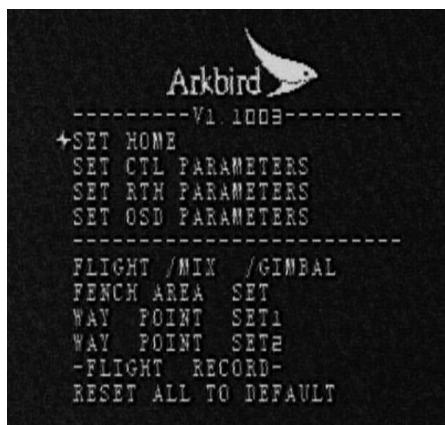 Arkbird
---------V1.1003---------
SET HOME
SET CTL PARAMETERS
SET RTH PARAMETERS
SET OSD PARAMETERS
-------------------------
FLIGHT /MIX /GIMBAL
FENCH AREA SET
WAY POINT SET1
WAY POINT SET2
-FLIGHT RECORD-
RESET ALL TO DEFAULT